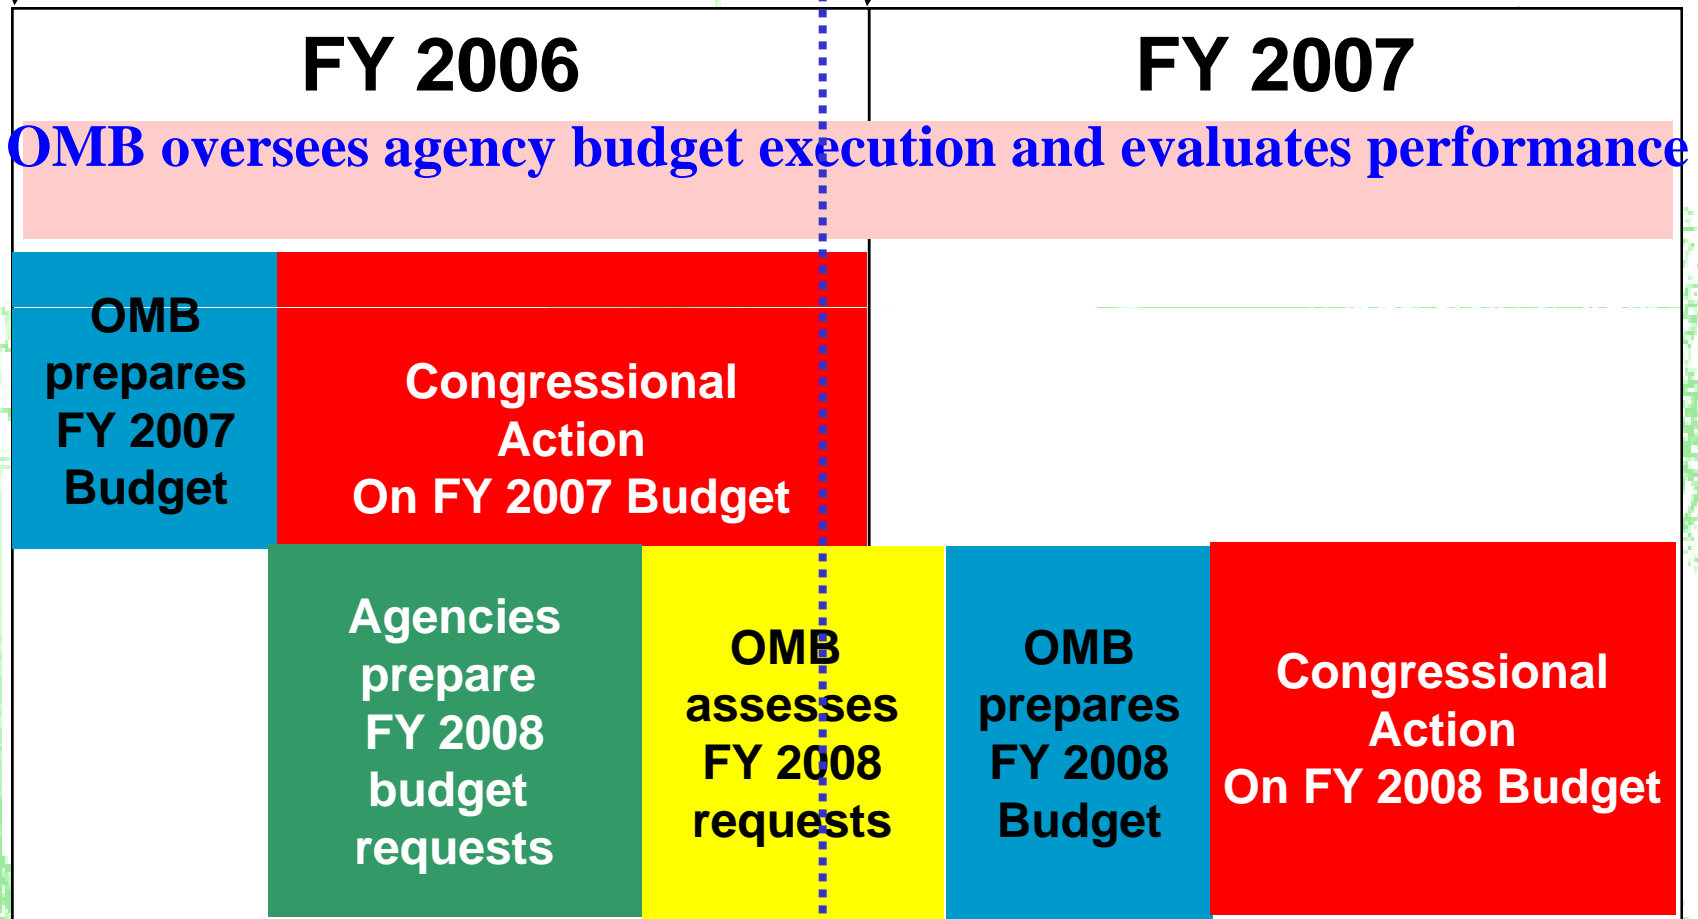 FY 2006
FY 2007
OMB oversees agency budget execution and evaluates performance
OMB
prepares
FY 2007
Budget
Congressional
Action
On FY 2007 Budget
Agencies
prepare
FY 2008
budget
requests
OMB
assesses
FY 2008
requests
OMB
prepares
FY 2008
Budget
Congressional
Action
On FY 2008 Budget